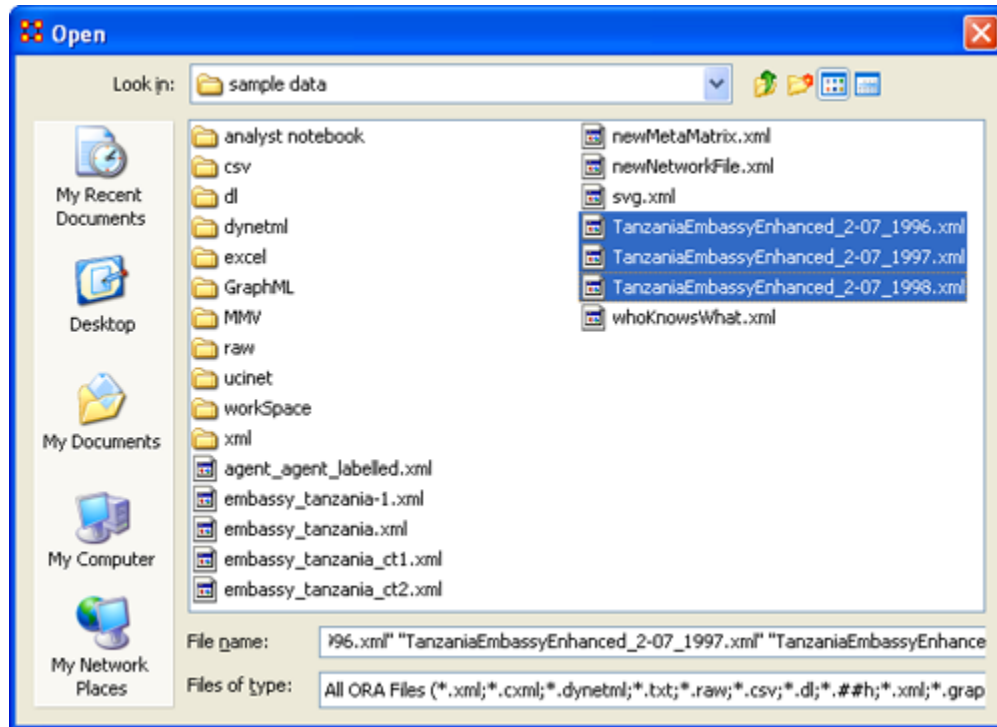 Open
Look in:
sample data
My Recent
Documents
Desktop
My Documents
My Computer
My Network
Places
analyst notebook
csv
dl
dynetml
excel
GraphML
MMV
raw
ucinet
workSpace
xml
agent_agent_labelled.xml
embassy_tanzania-1.xml
embassy_tanzania.xml
embassy_tanzania_ct1.xml
embassy_tanzania_ct2.xml
newMetaMatrix.xml
newNetworkFile.xml
svg.xml
TanzaniaEmbassyEnhanced_2-07_1996.xml
TanzaniaEmbassyEnhanced_2-07_1997.xml
TanzaniaEmbassyEnhanced_2-07_1998.xml
whoKnowsWhat.xml
File name:
96.xml" "TanzaniaEmbassyEnhanced_2-07_1997.xml" "TanzaniaEmbassyEnhance
Files of type:
All ORA Files (*.xml;*.cxml;*.dynetml;*.txt;*.raw;*.csv;*.dl;*.##h;*.xml;*.grap